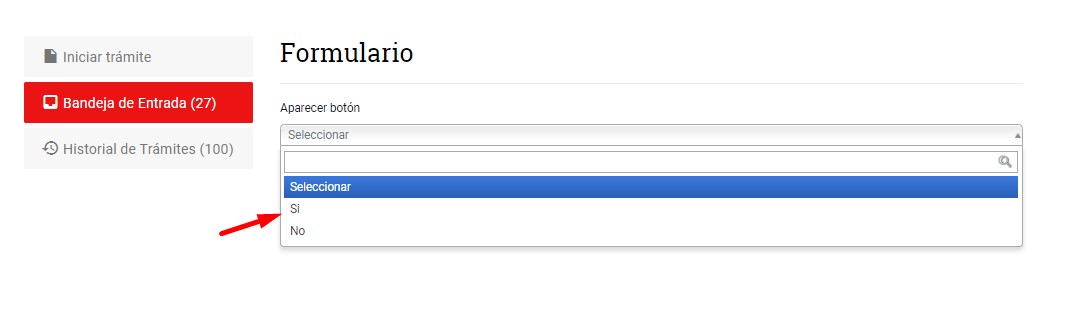 Iniciar trámite
Bandeja de Entrada (27)
Historial de Trámites (100)
Formulario
Aparecer botón
Seleccionar
Seleccionar
Si
No